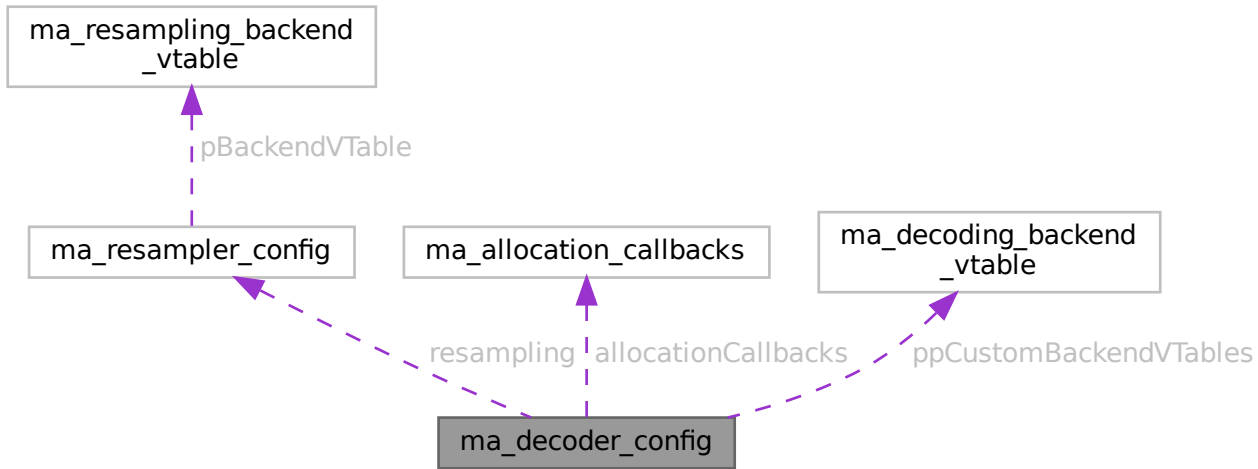 ma_resampling_backend
_vtable
pBackendVTable
ma_resampler_config
ma_allocation_callbacks
ma_decoding_backend
_vtable
resampling
allocationCallbacks
ppCustomBackendVTables
ma_decoder_config